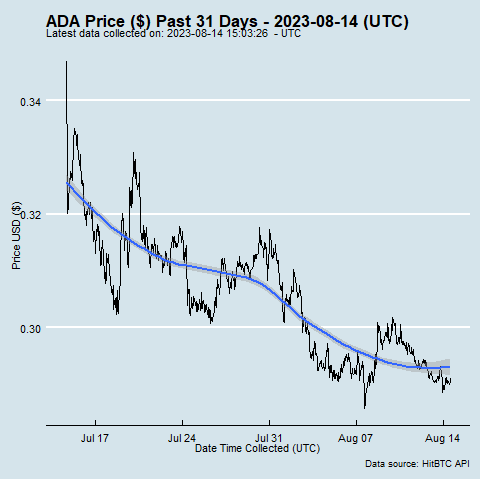 ADA Price ($) Past 31 Days - 2023-08-14 (UTC)
Latest data collected on: 2023-08-14 15:03:26 - UTC
0.34
0.32
0.30
Price USD ($)
Jul 17
Jul 24
Jul 31
Aug 07
Aug 14
Date Time Collected (UTC)
Data source: HitBTC API